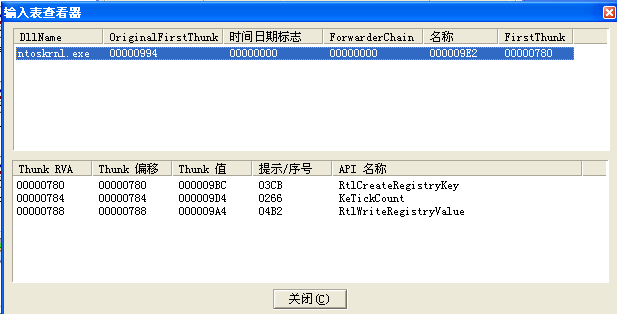 输入表查看器
DllName OriginalFirstThunk 时间日期标志 ForwarderChain 名称 FirstThunk
ntoskrnl.exe 00000994 00000000 00000000 000009E2 00000780
Thunk RVA Thunk 偏移 Thunk 值 提示/序号 API 名称
00000780 00000780 000009BC 03CB RtlCreateRegistryKey
00000784 00000784 000009D4 0266 KeTickCount
00000788 00000788 000009A4 04B2 RtlWriteRegistryValue
关闭(C)